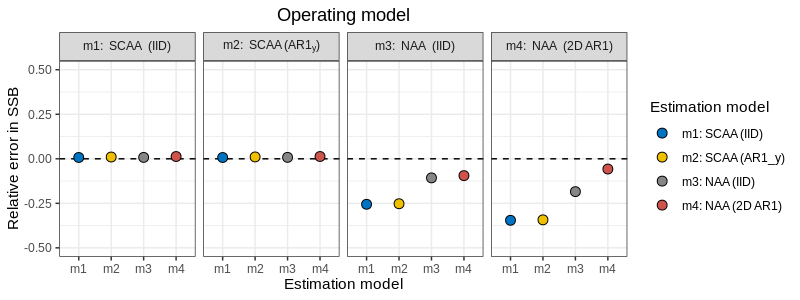 Operating model
m1: SCAA (IID)
m2: SCAA (AR1y)
m3: NAA (IID)
m4: NAA (2D AR1)
Relative error in SSB
0.50
0.25
0.00
-0.25
-0.50
m1 m2 m3 m4
m1 m2 m3 m4
m1 m2 m3 m4
m1 m2 m3 m4
Estimation model
Estimation model
m1: SCAA (IID)
m2: SCAA (AR1_y)
m3: NAA (IID)
m4: NAA (2D AR1)